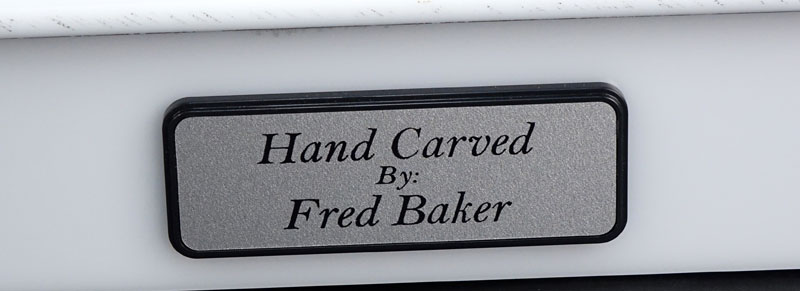 Hand Carved
By:
Fred Baker